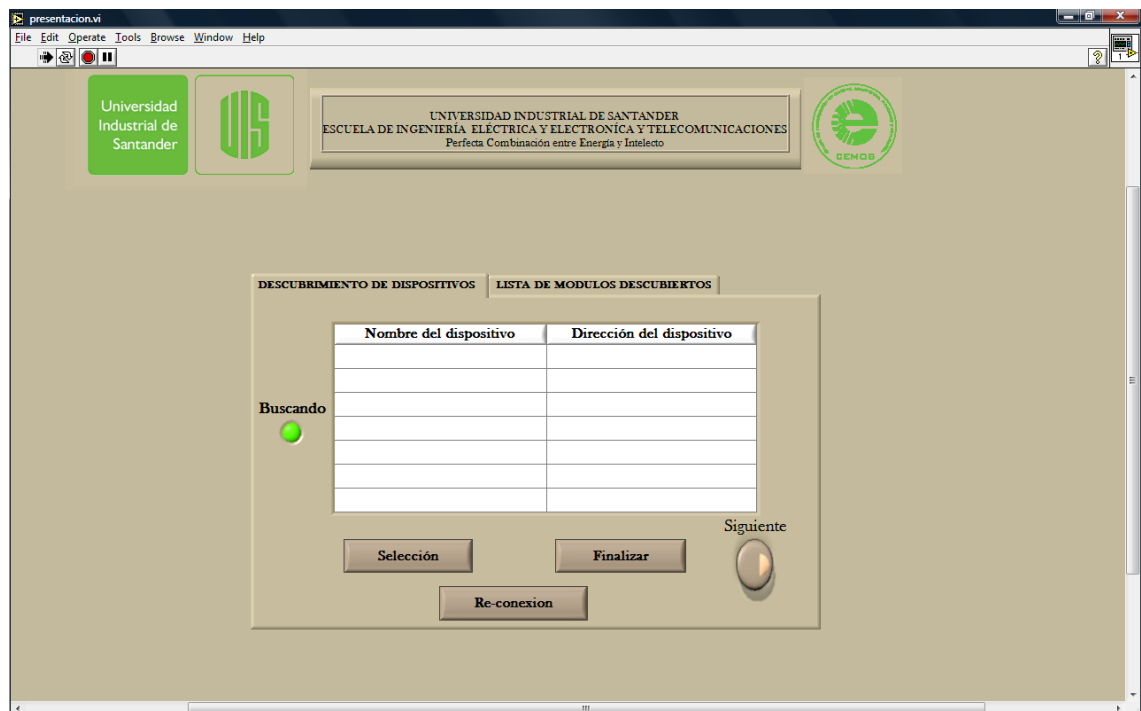 presentacion.vi
File Edit Operate Tools Browse Window Help
1
Universidad
Industrial de
Santander
UIS
UNIVERSIDAD INDUSTRIAL DE SANTANDER
ESCUELA DE INGENIERÍA ELÉCTRICA Y ELECTRONÍCA Y TELECOMUNICACIONES
Perfecta Combinación entre Energía y Intelecto
e
CEMOS
DESCUBRIMIENTO DE DISPOSITIVOS LISTA DE MODULOS DESCUBIERTOS
Nombre del dispositivo Dirección del dispositivo
Buscando
Siguiente
Selección Finalizar
Re-conexion